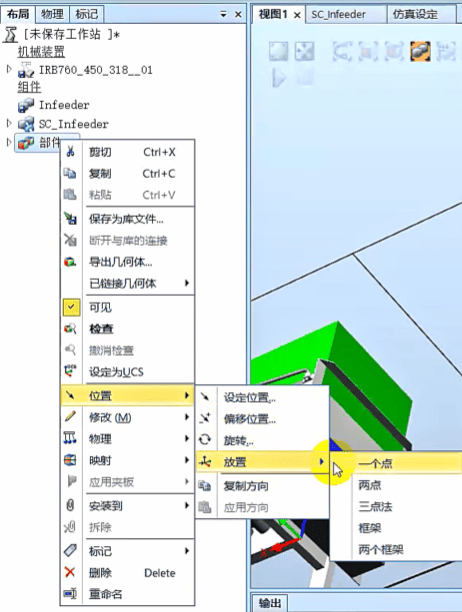 布局 物理 标记
视图1 SC_Infeeder 仿真设定
[未保存工作站 ]*
机械装置
IRB760_450_318__01
组件
Infeeder
SC_Infeeder
部件
剪切 Ctrl+X
复制 Ctrl+C
粘贴 Ctrl+V
保存为库文件...
断开与库的连接
导出几何体...
已链接几何体
可见
检查
撤消检查
设定为UCS
位置
修改 (M)
物理
映射
应用夹板
安装到
拆除
标记
删除 Delete
重命名
设定位置...
偏移位置...
旋转...
放置
复制方向
应用方向
一个点
两点
三点法
框架
两个框架
输出